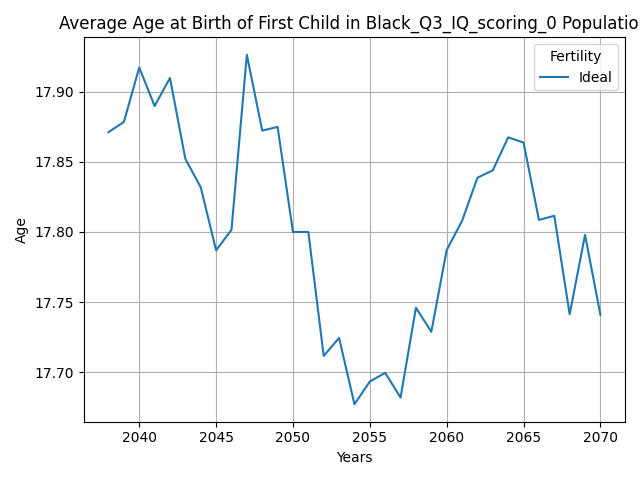 Average Age at Birth of First Child in Black_Q3_IQ_scoring_0 Populatio
Fertility
Ideal
17.90
17.85
17.80
17.75
17.70
Age
2040 2045 2050 2055 2060 2065 2070
Years